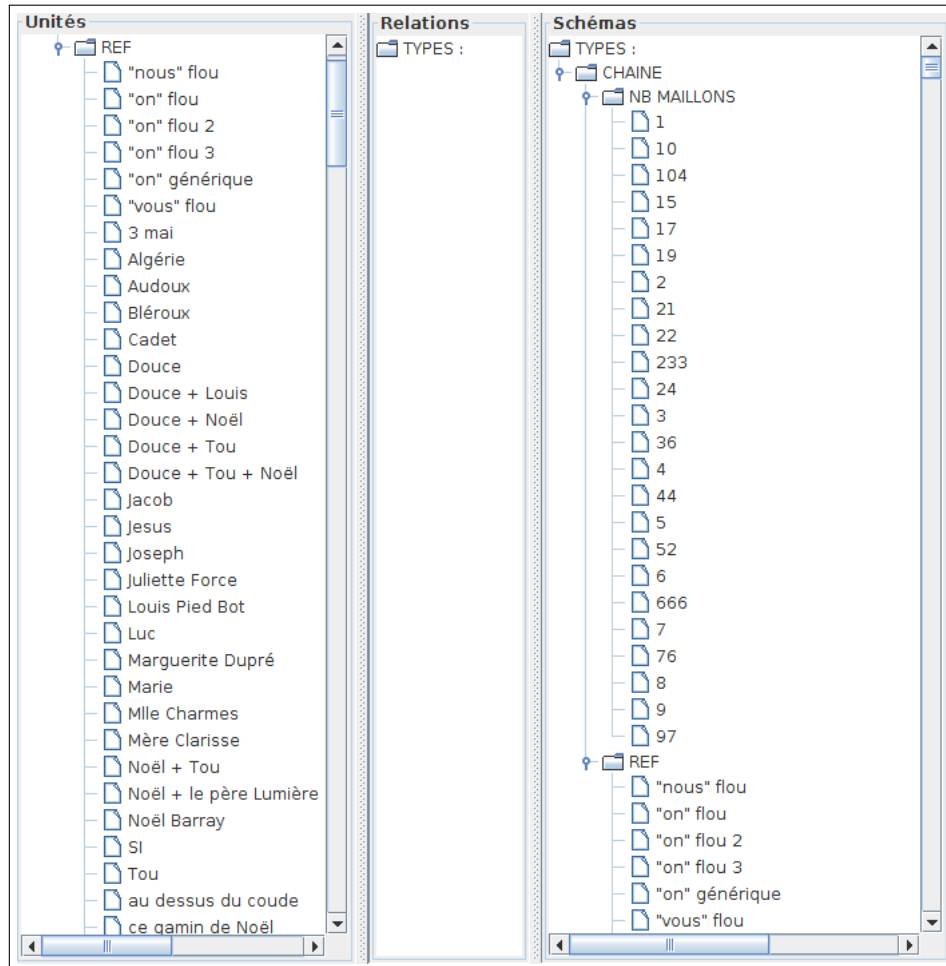 Unités
REF
"nous" flou
"on" flou
"on" flou 2
"on" flou 3
"on" générique
"vous" flou
3 mai
Algérie
Audoux
Bléroux
Cadet
Douce
Douce + Louis
Douce + Noël
Douce + Tou
Douce + Tou + Noël
Jacob
Jesus
Joseph
Juliette Force
Louis Pied Bot
Luc
Marguerite Dupré
Marie
Mlle Charmes
Mère Clarisse
Noël + Tou
Noël + le père Lumière
Noël Barray
SI
Tou
au dessus du coude
ce gamin de Noël
Relations
TYPES :
Schémas
TYPES :
CHAINE
NB MAILLONS
1
10
104
15
17
19
2
21
22
233
24
3
36
4
44
5
52
6
666
7
76
8
9
97
REF
"nous" flou
"on" flou
"on" flou 2
"on" flou 3
"on" générique
"vous" flou